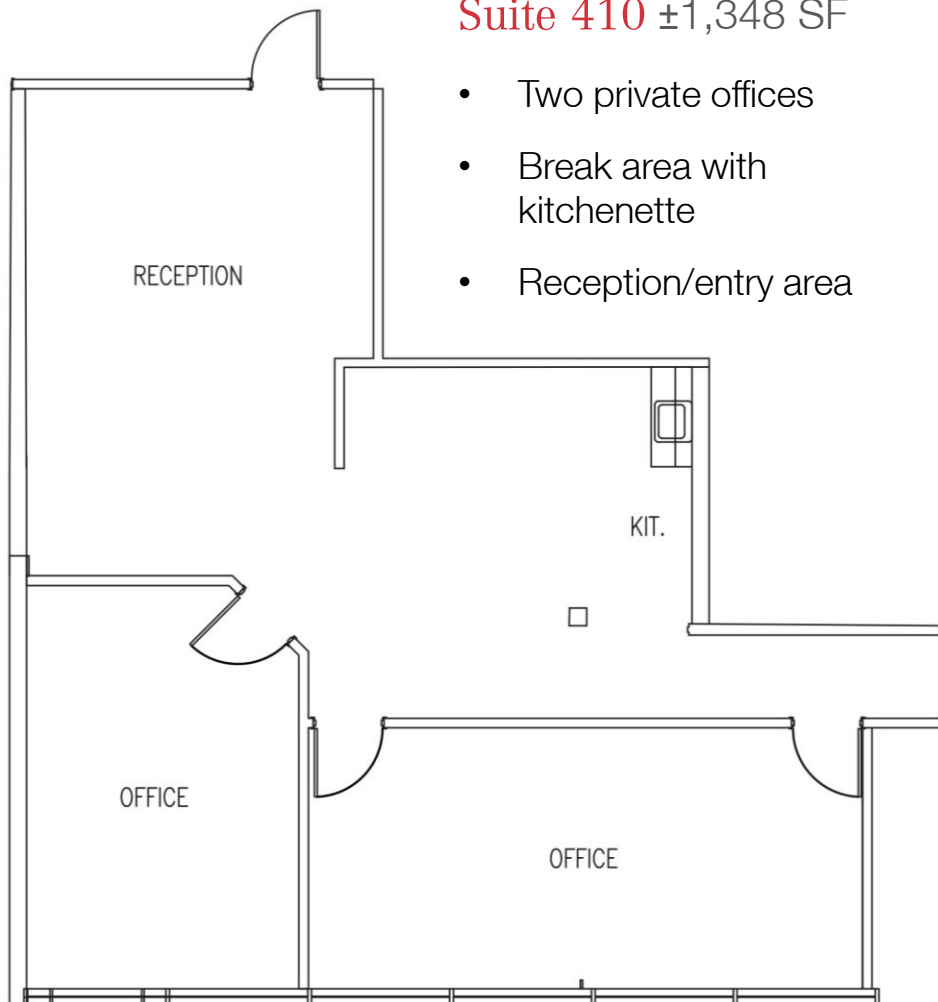 Suite 410 ±1,348 SF
• Two private offices
• Break area with
kitchenette
• Reception/entry area
RECEPTION
KIT.
OFFICE
OFFICE